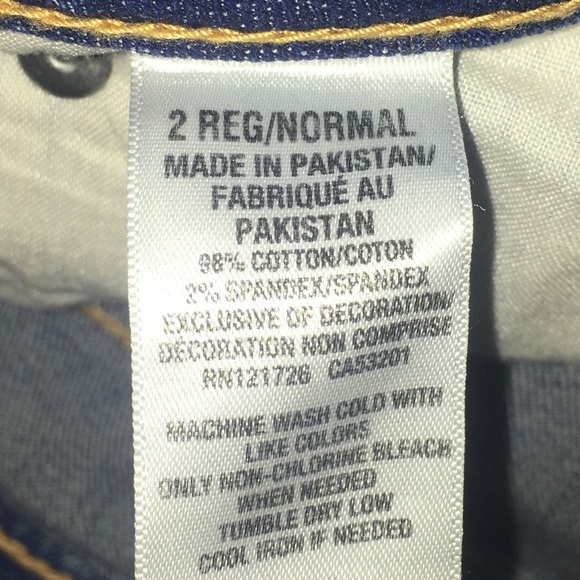 2 REG/NORMAL
MADE IN PAKISTAN/
FABRIQUÉ AU
PAKISTAN
98% COTTON/COTON
2% SPANDEX/SPANDEX
EXCLUSIVE OF DECORATION/
DÉCORATION NON COMPRISE
RN121726 CA53201
MACHINE WASH COLD WITH
LIKE COLORS
ONLY NON-CHLORINE BLEACH
WHEN NEEDED
TUMBLE DRY LOW
COOL IRON IF NEEDED